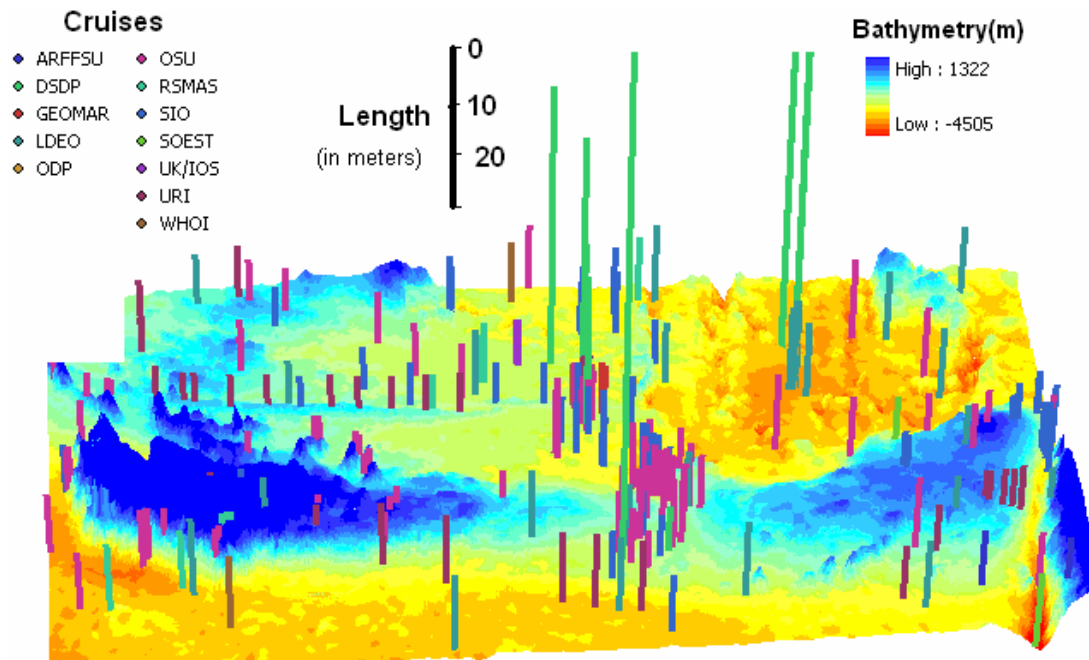 Cruises
ARFFSU
DSDP
GEOMAR
LDEO
ODP
OSU
RSMAS
SIO
SOEST
UK/IOS
URI
WHOI
Length
(in meters)
0
10
20
Bathymetry(m)
High : 1322
Low : -4505